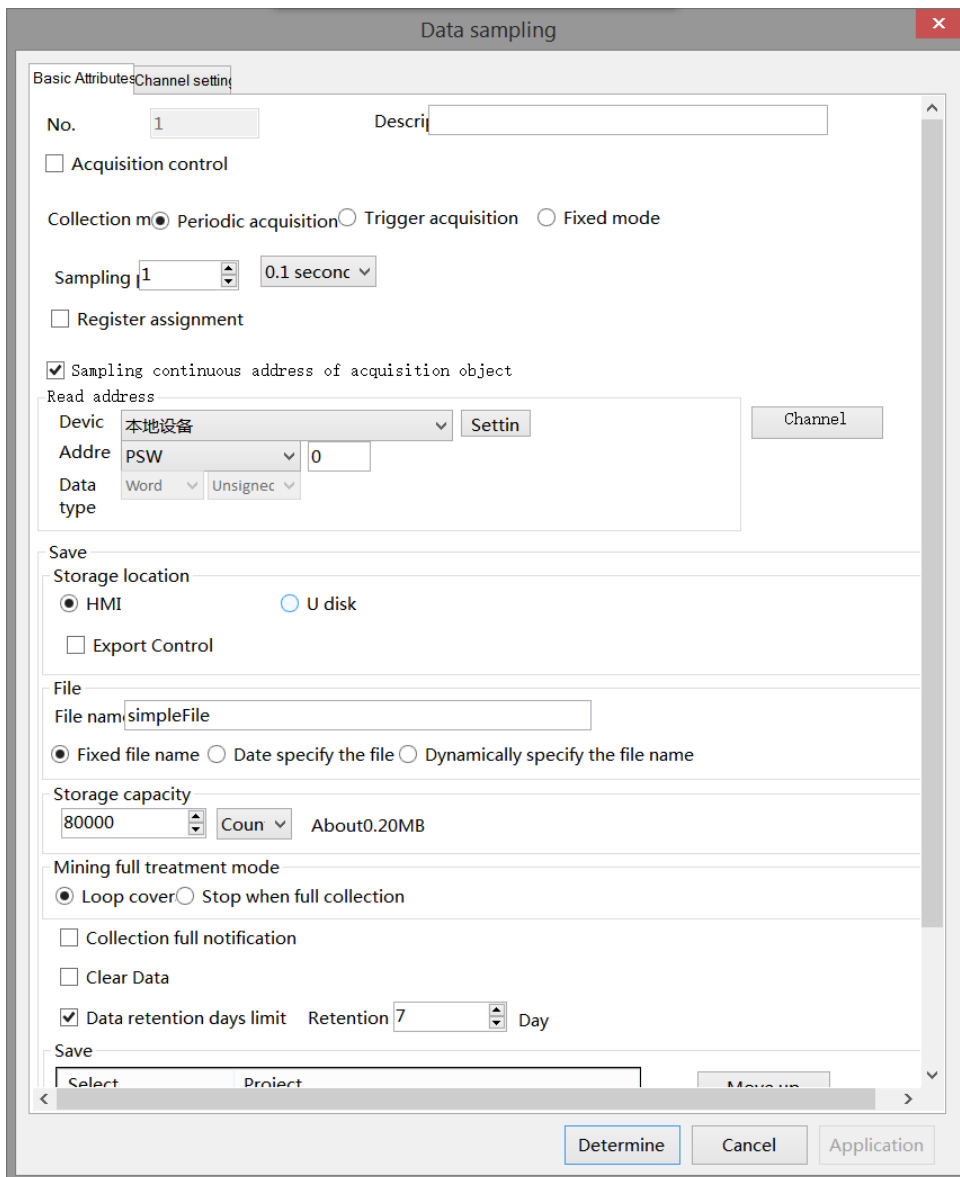 Data sampling
Basic Attributes Channel setting
No. 1 Descrip
Acquisition control
Collection m Periodic acquisition Trigger acquisition Fixed mode
Sampling 1 0.1 second
Register assignment
Sampling continuous address of acquisition object
Read address
Devic 本地设备 Settin Channel
Addre PSW 0
Data type Word Unsigned
Save
Storage location
HMI U disk
Export Control
File
File nam simpleFile
Fixed file name Date specify the file Dynamically specify the file name
Storage capacity
80000 Coun About0.20MB
Mining full treatment mode
Loop cover Stop when full collection
Collection full notification
Clear Data
Data retention days limit Retention 7 Day
Save
Select Project Move up
Determine Cancel Application